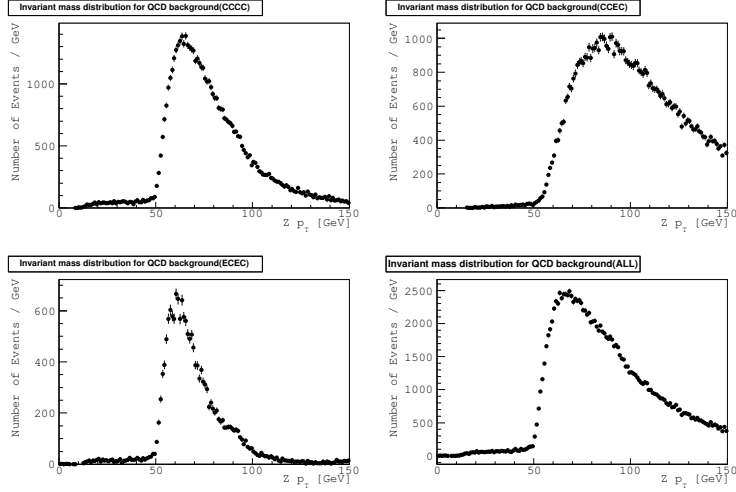 Invariant mass distribution for QCD background(CCCC)
Number of Events / GeV
1000
500
0
0 50 100 150
Z p_T [GeV]
Invariant mass distribution for QCD background(CCEC)
Number of Events / GeV
1000
800
600
400
200
0
0 50 100 150
Z p_T [GeV]
Invariant mass distribution for QCD background(ECEC)
Number of Events / GeV
600
400
200
0
0 50 100 150
Z p_T [GeV]
Invariant mass distribution for QCD background(ALL)
Number of Events / GeV
2500
2000
1500
1000
500
0
0 50 100 150
Z p_T [GeV]